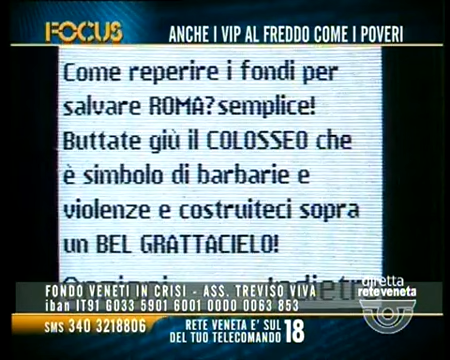 FOCUS
ANCHE I VIP AL FREDDO COME I POVERI
Come reperire i fondi per
salvare ROMA? semplice!
Buttate giù il COLOSSEO che
è simbolo di barbarie e
violenze e costruiteci sopra
un BEL GRATTACIELO!
diretta
reteveneta
FONDO VENETI IN CRISI - ASS. TREVISO VIVA
iban IT91 G033 5901 6001 0000 0063 853
SMS 340 3218806
RETE VENETA E' SUL
DEL TUO TELECOMANDO 18